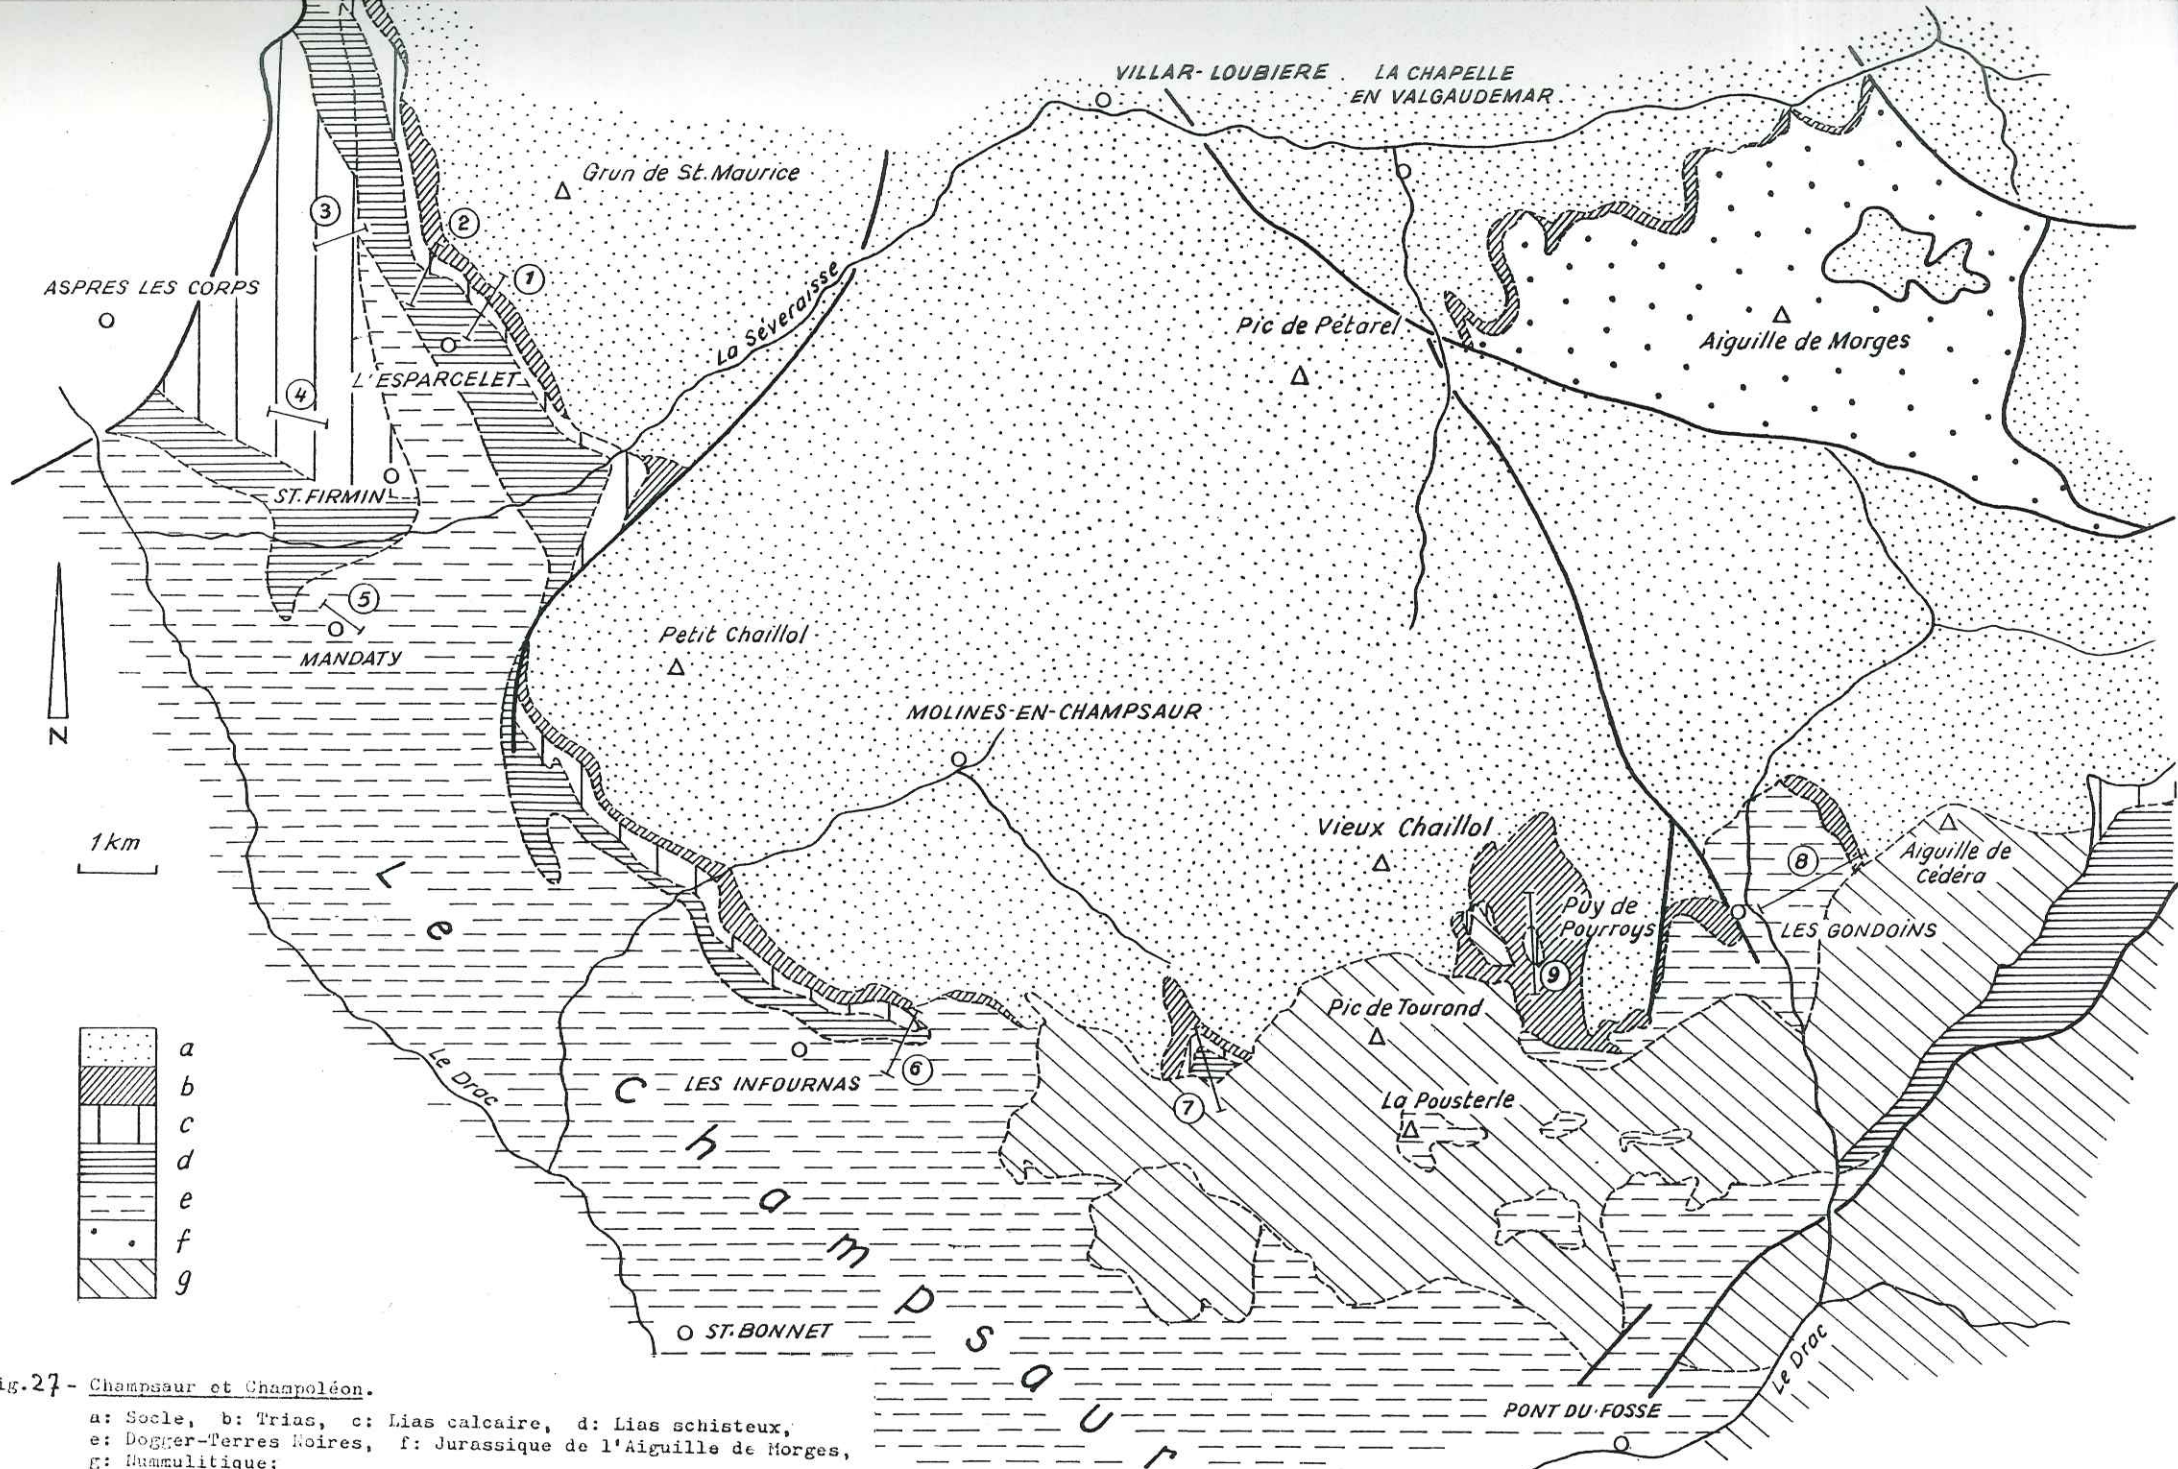 VILLAR-LOUBIERE
LA CHAPELLE
EN VALGAUDEMAR
Grun de St.Maurice
3
2
1
ASPRES LES CORPS
La Séveraisse
Pic de Pétarel
Aiguille de Morges
L'ESPARCELET
4
ST. FIRMIN
5
MANDATY
Petit Chaillol
N
MOLINES-EN-CHAMPSAUR
1 km
Vieux Chaillol
8
Aiguille de
Cédéra
Puy de
Pourroys
LES GONDOINS
9
Pic de Tourond
Le Drac
LES INFOURNAS
6
7
La Pousterle
Le Champsaur
a
b
c
d
e
f
g
ST. BONNET
Le Drac
PONT DU FOSSE
ig.27- Champsaur et Champoléon.
a: Socle, b: Trias, c: Lias calcaire, d: Lias schisteux,
e: Dogger-Terres Noires, f: Jurassique de l'Aiguille de Morges,
g: Nummulitique;